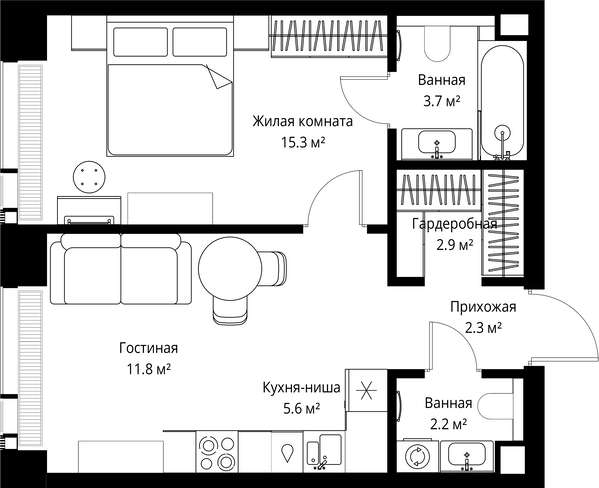 Ванная
3.7 м²
Жилая комната
15.3 м²
Гардеробная
2.9 м²
Прихожая
2.3 м²
Гостиная
11.8 м²
Кухня-ниша
5.6 м²
Ванная
2.2 м²